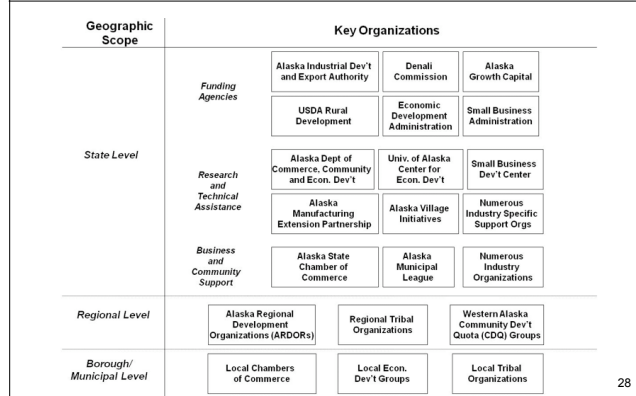 Geographic
Scope
Key Organizations
State Level
Funding
Agencies
Alaska Industrial Dev't
and Export Authority
Denali
Commission
Alaska
Growth Capital
USDA Rural
Development
Economic
Development
Administration
Small Business
Administration
Research
and
Technical
Assistance
Alaska Dept of
Commerce, Community
and Econ. Dev't
Univ. of Alaska
Center for
Econ. Dev't
Small Business
Dev't Center
Alaska
Manufacturing
Extension Partnership
Alaska Village
Initiatives
Numerous
Industry Specific
Support Orgs
Business
and
Community
Support
Alaska State
Chamber of
Commerce
Alaska
Municipal
League
Numerous
Industry
Organizations
Regional Level
Alaska Regional
Development
Organizations (ARDORs)
Regional Tribal
Organizations
Western Alaska
Community Dev't
Quota (CDQ) Groups
Borough/
Municipal Level
Local Chambers
of Commerce
Local Econ.
Dev't Groups
Local Tribal
Organizations
28